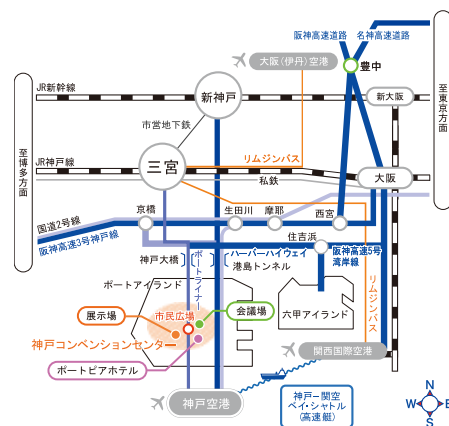 阪神高速道路
名神高速道路
大阪(伊丹)空港
豊中
JR新幹線
新神戸
新大阪
至東京方面
市営地下鉄
至博多方面
JR神戸線
三宮
リムジンバス
私鉄
大阪
京橋
生田川
摩耶
西宮
国道2号線
阪神高速3号神戸線
住吉浜
神戸大橋
ポートライナー
ハーバーハイウェイ
港島トンネル
阪神高速5号
湾岸線
ポートアイランド
六甲アイランド
リムジンバス
展示場
市民広場
会議場
神戸コンベンションセンター
ポートピアホテル
関西国際空港
神戸空港
神戸ー関空
ベイ・シャトル
(高速艇)
N
W
E
S